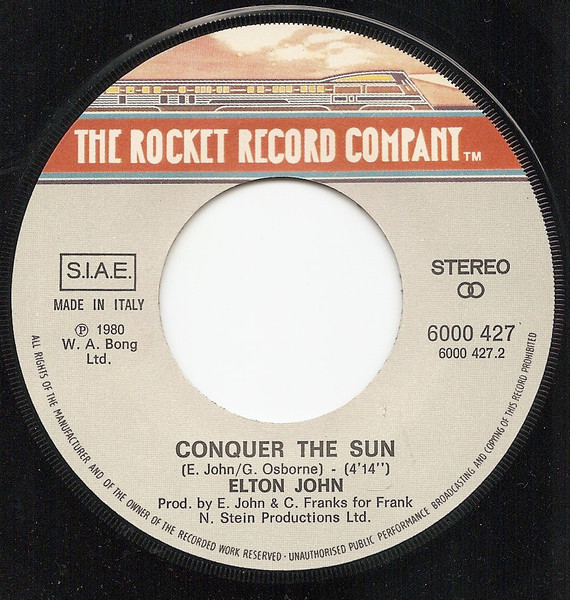 THE ROCKET RECORD COMPANY TM
S.I.A.E.
MADE IN ITALY
℗ 1980
W. A. Bong
Ltd.
STEREO
6000 427
6000 427.2
CONQUER THE SUN
(E. John/G. Osborne) - (4'14'')
ELTON JOHN
Prod. by E. John & C. Franks for Frank
N. Stein Productions Ltd.
ALL RIGHTS OF THE MANUFACTURER AND OF THE OWNER OF THE RECORDED WORK RESERVED - UNAUTHORISED PUBLIC PERFORMANCE BROADCASTING AND COPYING OF THIS RECORD PROHIBITED